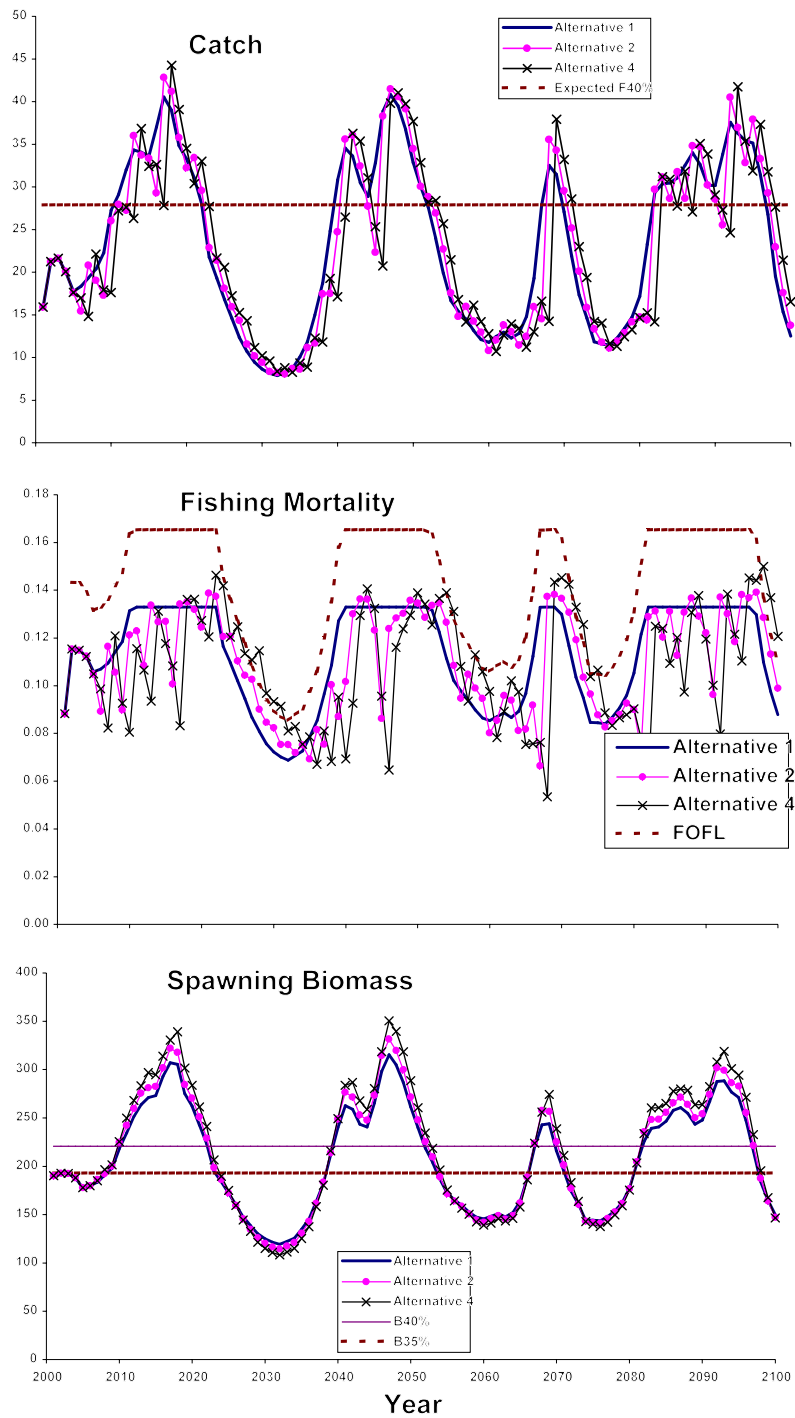 Catch
50
45
40
35
30
25
20
15
10
5
0
Alternative 1
Alternative 2
Alternative 4
Expected F40%
Fishing Mortality
0.18
0.16
0.14
0.12
0.10
0.08
0.06
0.04
0.02
0.00
Alternative 1
Alternative 2
Alternative 4
FOFL
Spawning Biomass
400
350
300
250
200
150
100
50
0
Alternative 1
Alternative 2
Alternative 4
B40%
B35%
2000 2010 2020 2030 2040 2050 2060 2070 2080 2090 2100
Year